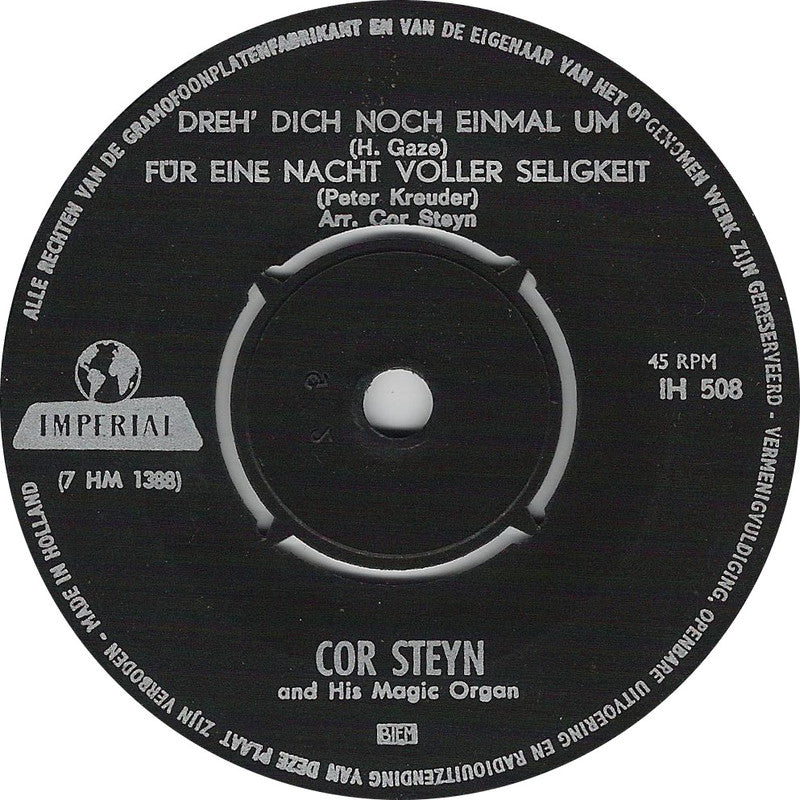 ALLE RECHTEN VAN DE GRAMOFOONPLATENFABRIKANT EN VAN DE EIGENAAR VAN HET OPGENOMEN WERK ZIJN GERESERVEERD - VERMENIGVULDIGING, OPENBARE UITVOERING EN RADIOUITZENDING VAN DEZE PLAAT ZIJN VERBODEN - MADE IN HOLLAND
DREH' DICH NOCH EINMAL UM
(H. Gaze)
FÜR EINE NACHT VOLLER SELIGKEIT
(Peter Kreuder)
Arr. Cor Steyn
45 RPM
IH 508
IMPERIAL
(7 HM 1388)
COR STEYN
and His Magic Organ
BIEM